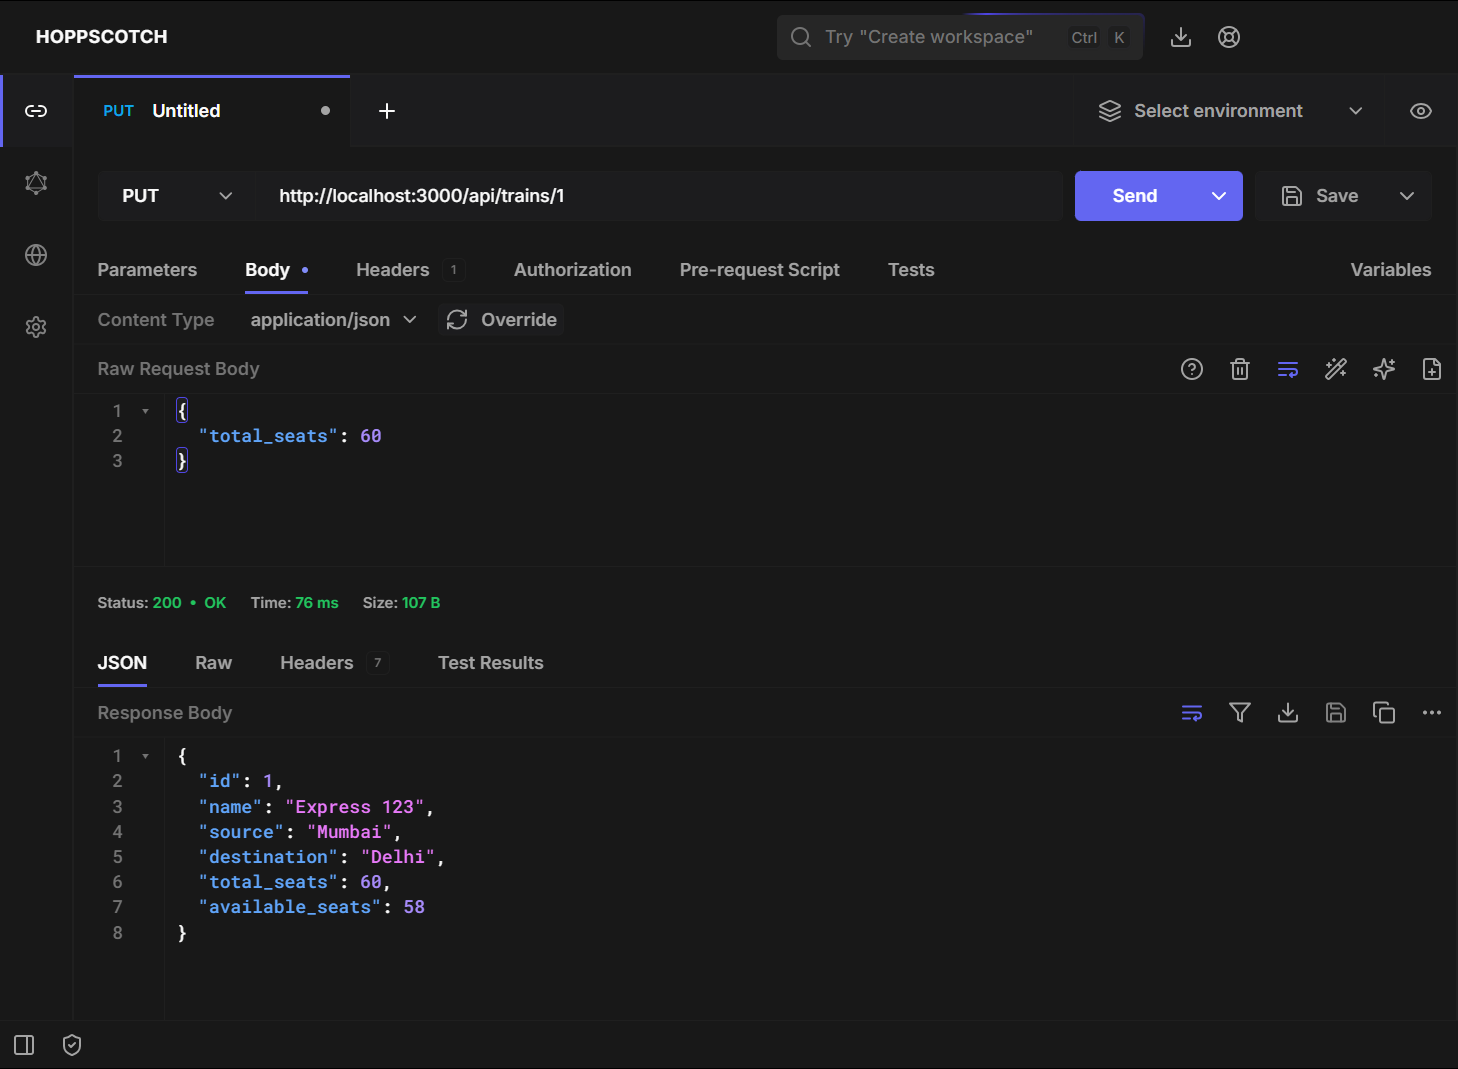 HOPPSCOTCH
Try "Create workspace" Ctrl K
PUT Untitled
Select environment
PUT http://localhost:3000/api/trains/1 Send Save
Parameters Body Headers 1 Authorization Pre-request Script Tests Variables
Content Type application/json Override
Raw Request Body
1 {
2 "total_seats": 60
3 }
Status: 200 • OK Time: 76 ms Size: 107 B
JSON Raw Headers 7 Test Results
Response Body
1 {
2 "id": 1,
3 "name": "Express 123",
4 "source": "Mumbai",
5 "destination": "Delhi",
6 "total_seats": 60,
7 "available_seats": 58
8 }